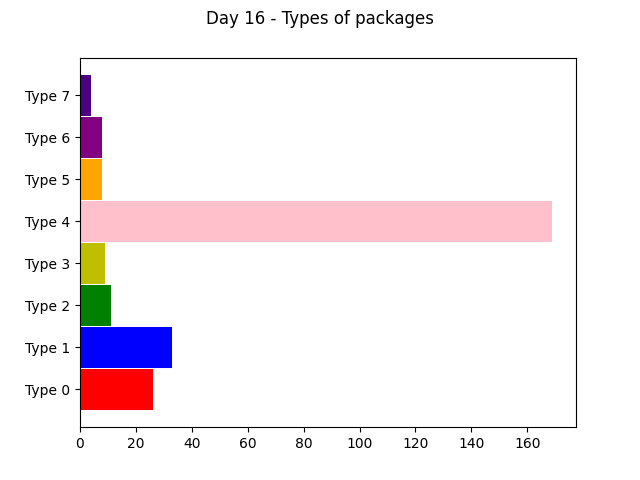 Day 16 - Types of packages
Type 7
Type 6
Type 5
Type 4
Type 3
Type 2
Type 1
Type 0
0 20 40 60 80 100 120 140 160